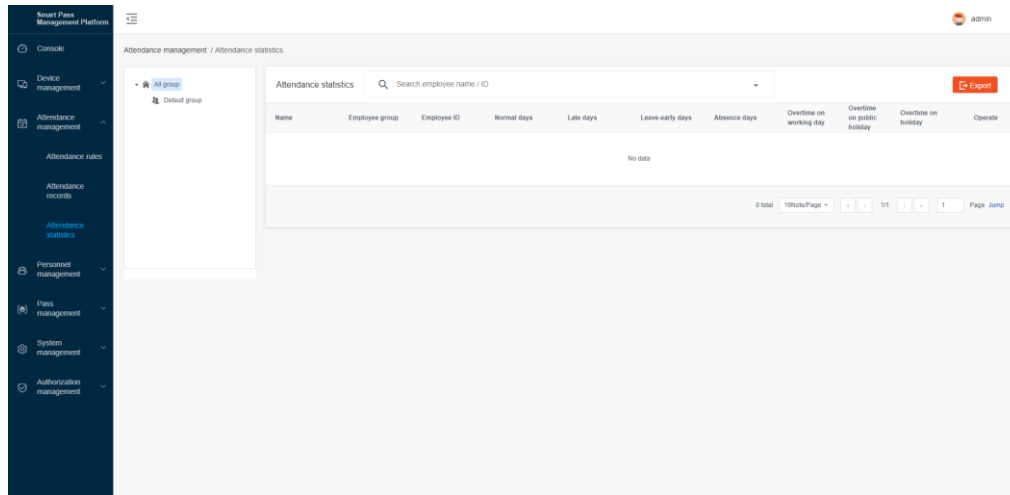 Smart Pass
Management Platform
admin
Console
Device
management
Attendance
management
Attendance rules
Attendance
records
Attendance
statistics
Personnel
management
Pass
management
System
management
Authorization
management
Attendance management / Attendance statistics
All group
Default group
Attendance statistics
Search employee name / ID
Export
Name
Employee group
Employee ID
Normal days
Late days
Leave-early days
Absence days
Overtime on
working day
Overtime
on public
holiday
Overtime on
holiday
Operate
No data
0 total
10Note/Page
1/1
1
Page
Jump